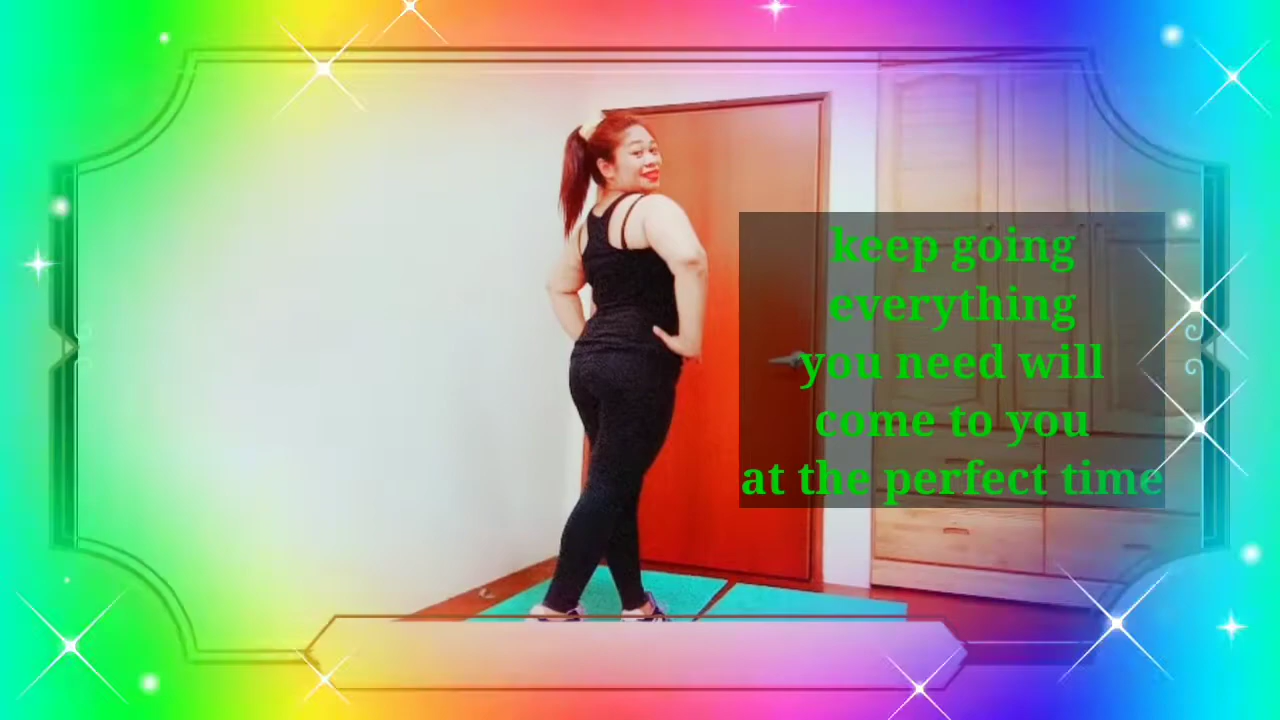 keep going
everything
you need will
come to you
at the perfect time